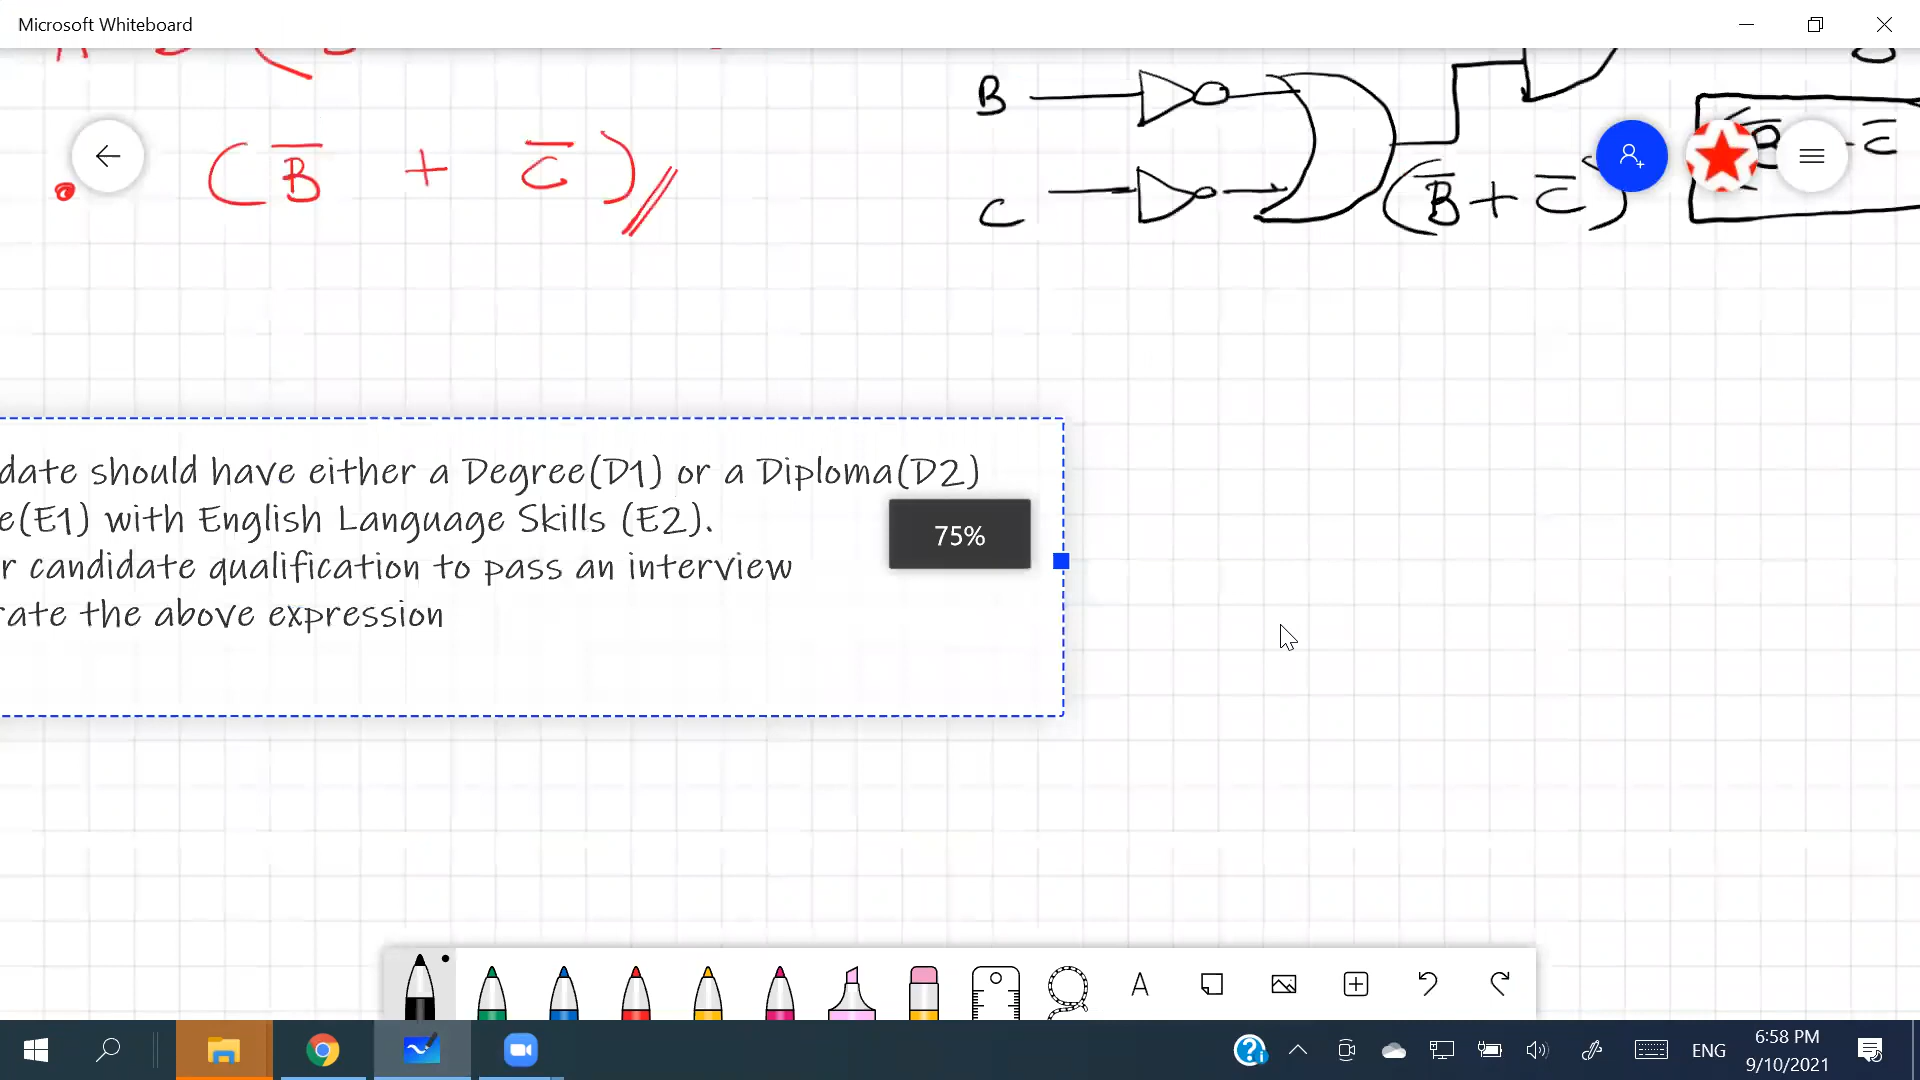 Microsoft Whiteboard
B
C
(B̅ + C̅)
(B̅ + C̅)
C̅
date should have either a Degree(D1) or a Diploma(D2)
e(E1) with English Language Skills (E2).
r candidate qualification to pass an interview
rate the above expression
75%
A
ENG
6:58 PM
9/10/2021